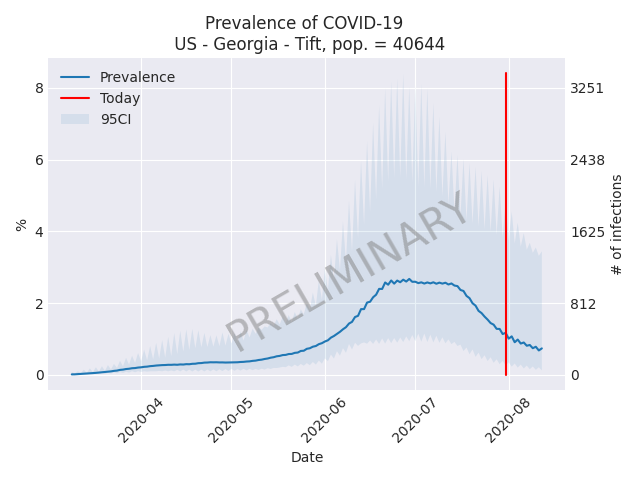 Prevalence of COVID-19
US - Georgia - Tift, pop. = 40644
Prevalence
Today
95CI
8
6
4
2
0
%
3251
2438
1625
812
0
# of infections
PRELIMINARY
2020-04
2020-05
2020-06
2020-07
2020-08
Date